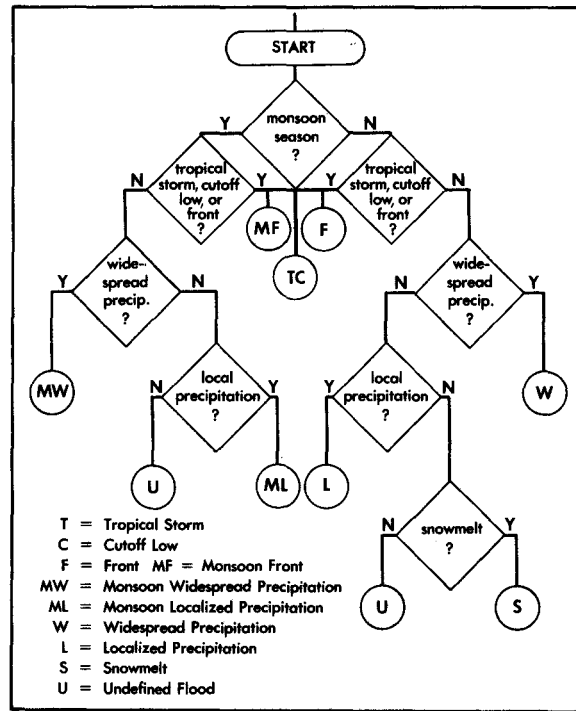 START
monsoon
season
?
Y
N
tropical
storm, cutoff
low, or
front
?
N
Y
tropical
storm, cutoff
low, or
front
?
Y
N
MF
F
TC
wide-
spread
precip.
?
Y
N
wide-
spread
precip.
?
N
Y
MW
local
precipitation
?
N
Y
local
precipitation
?
Y
N
W
U
ML
L
snowmelt
?
N
Y
U
S
T = Tropical Storm
C = Cutoff Low
F = Front MF = Monsoon Front
MW = Monsoon Widespread Precipitation
ML = Monsoon Localized Precipitation
W = Widespread Precipitation
L = Localized Precipitation
S = Snowmelt
U = Undefined Flood